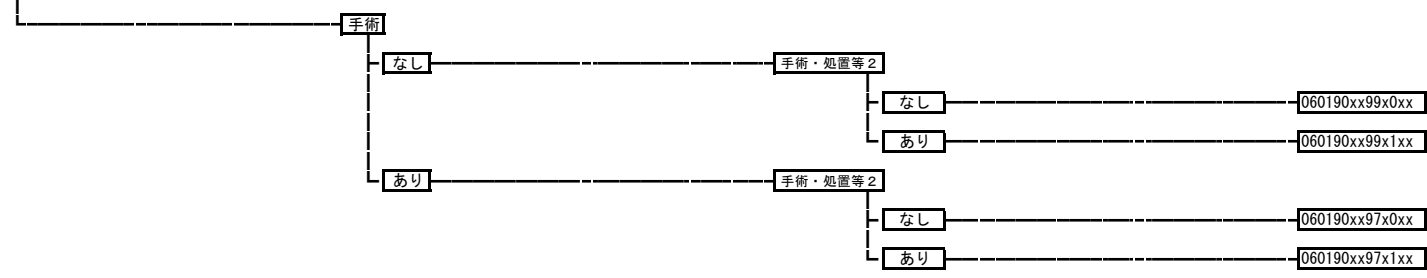 手術
なし 手術・処置等2
なし 060190xx99x0xx
あり 060190xx99x1xx
あり 手術・処置等2
なし 060190xx97x0xx
あり 060190xx97x1xx